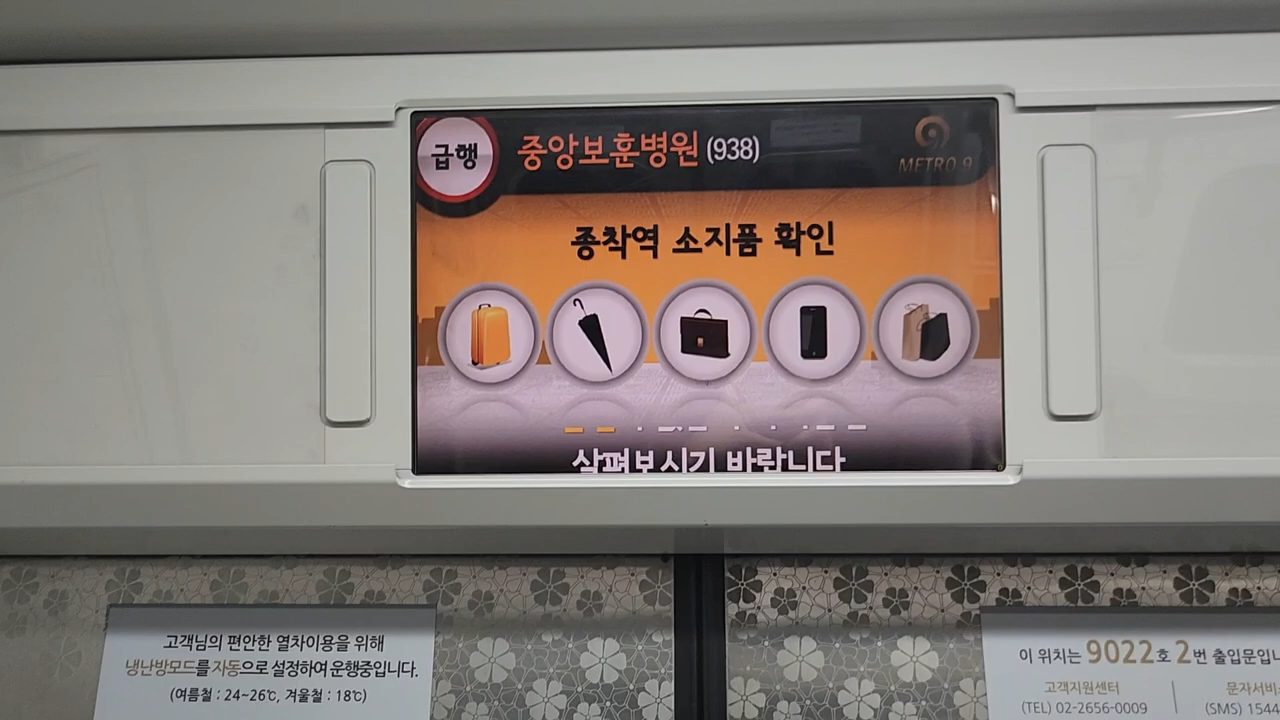 급행
중앙보훈병원 (938)
METRO 9
종착역 소지품 확인
살펴보시기 바랍니다
고객님의 편안한 열차이용을 위해
냉난방모드를 자동으로 설정하여 운행중입니다.
(여름철 : 24~26℃, 겨울철 : 18℃)
이 위치는 9022호 2번 출입문입니
고객지원센터
(TEL) 02-2656-0009
문자서비스
(SMS) 1544